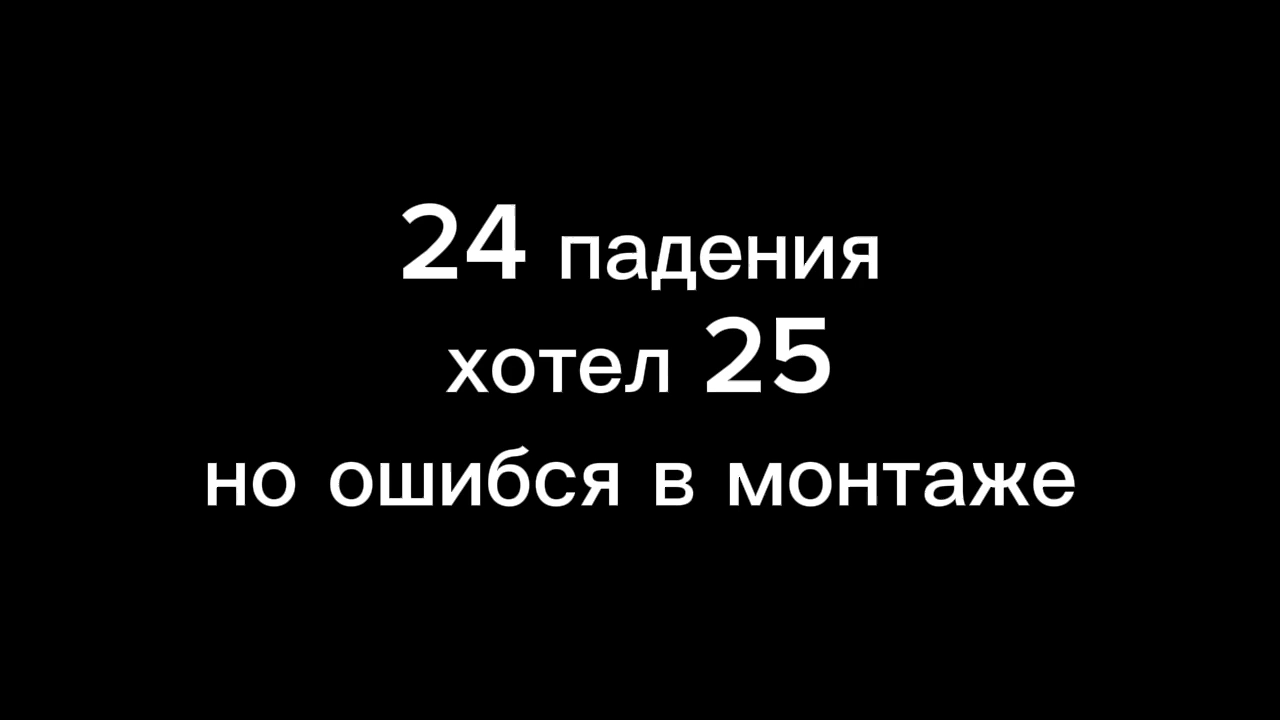 24 падения
хотел 25
но ошибся в монтаже